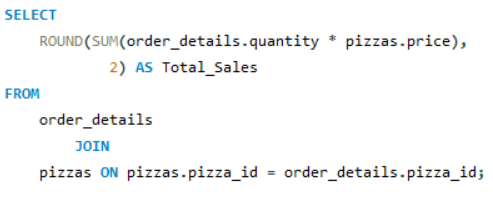 SELECT
ROUND(SUM(order_details.quantity * pizzas.price),
2) AS Total_Sales
FROM
order_details
JOIN
pizzas ON pizzas.pizza_id = order_details.pizza_id;